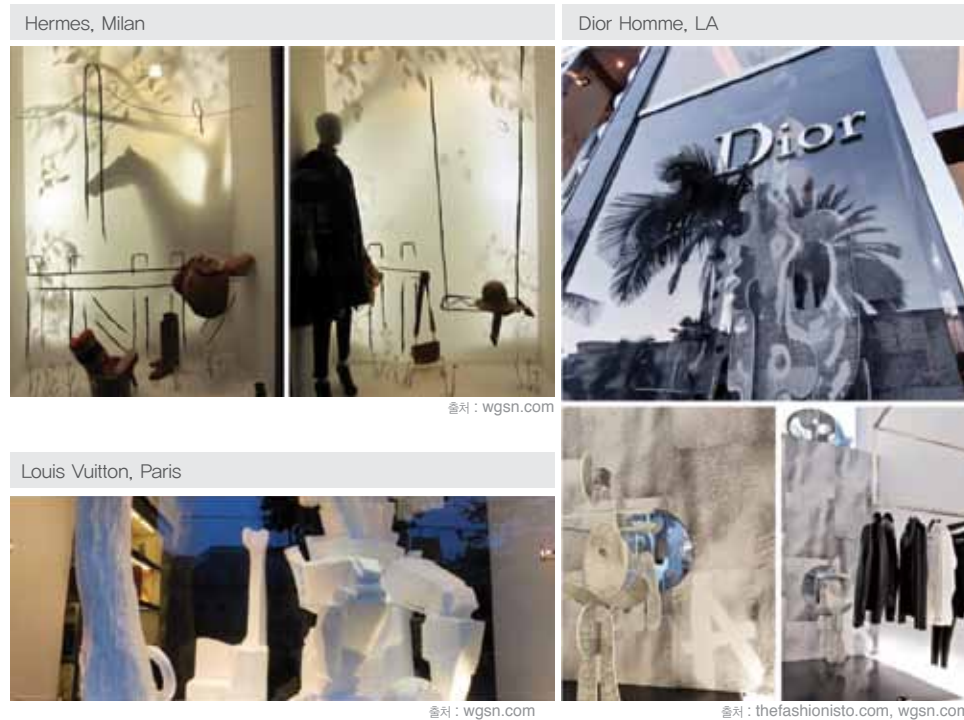 Hermes, Milan
출처 : wgsn.com
Louis Vuitton, Paris
출처 : wgsn.com
Dior Homme, LA
Dior
출처 : thefashionisto.com, wgsn.com